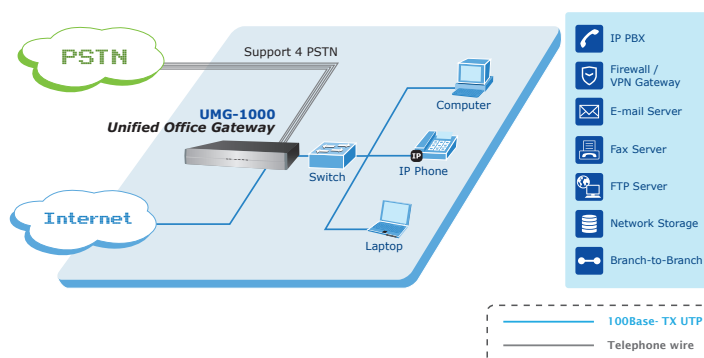 PSTN
Support 4 PSTN
UMG-1000
Unified Office Gateway
Internet
Switch
Computer
IP
IP Phone
Laptop
IP PBX
Firewall /
VPN Gateway
E-mail Server
Fax Server
FTP Server
Network Storage
Branch-to-Branch
100Base- TX UTP
Telephone wire